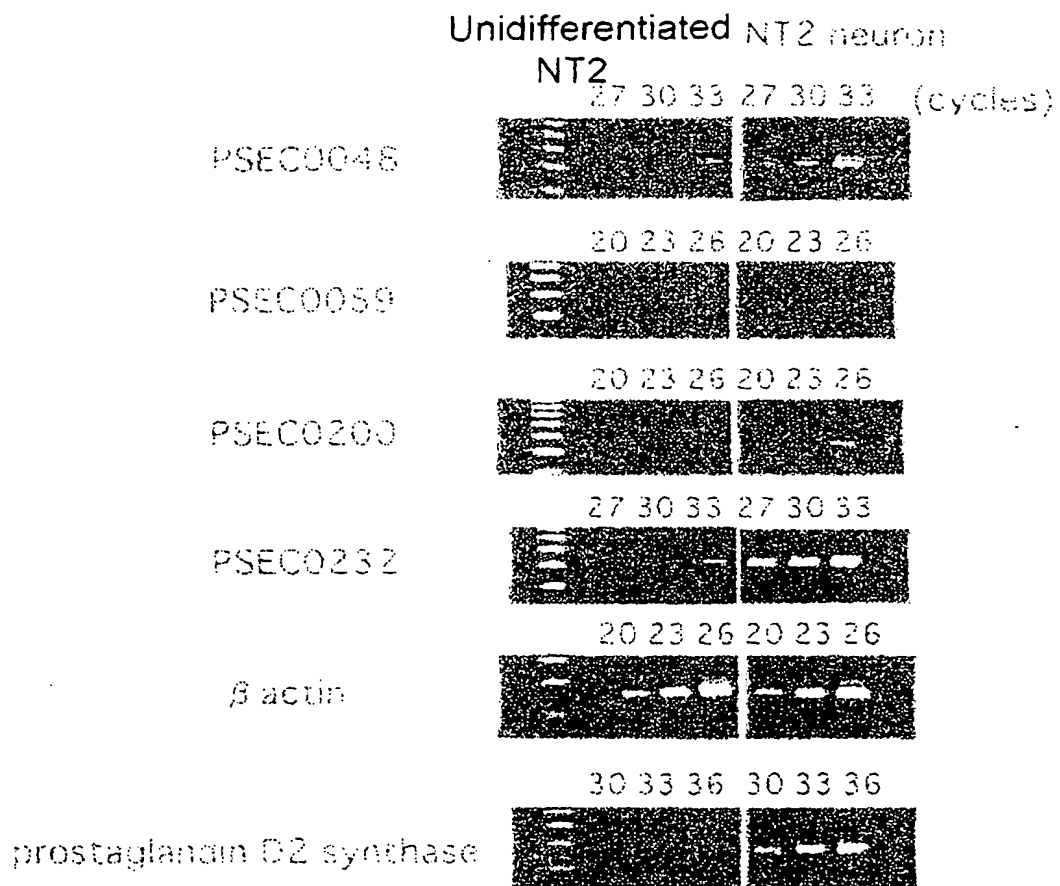 Unidifferentiated NT2 neuron
NT2
27 30 33 27 30 33 (cycles)
PSEC0048
20 23 26 20 23 26
PSEC0059
20 23 26 20 23 26
PSEC0200
27 30 33 27 30 33
PSEC0232
20 23 26 20 23 26
β actin
30 33 36 30 33 36
prostaglandin D2 synthase